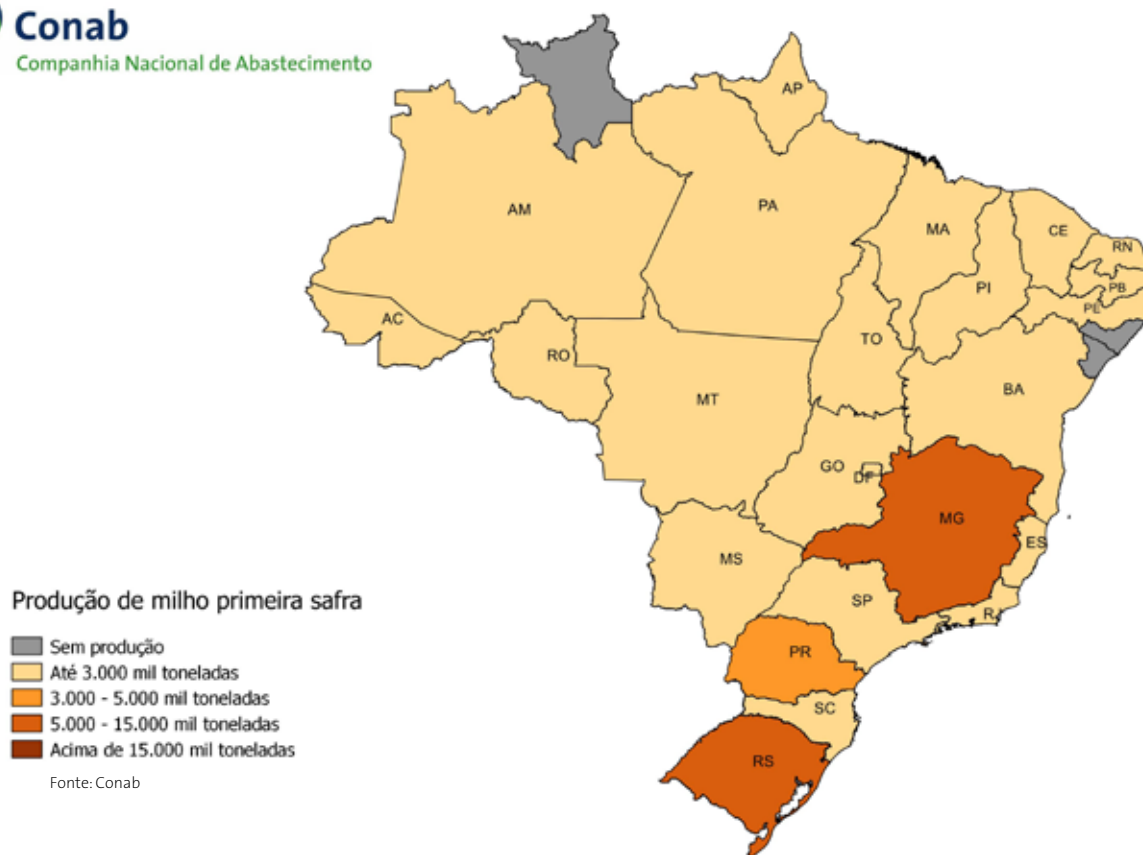 Conab
Companhia Nacional de Abastecimento
AP
AM
PA
MA
CE
RN
PI
PB
PE
AC
TO
RO
BA
MT
GO
DF
MG
ES
MS
SP
RJ
PR
SC
RS
Produção de milho primeira safra
Sem produção
Até 3.000 mil toneladas
3.000 - 5.000 mil toneladas
5.000 - 15.000 mil toneladas
Acima de 15.000 mil toneladas
Fonte: Conab